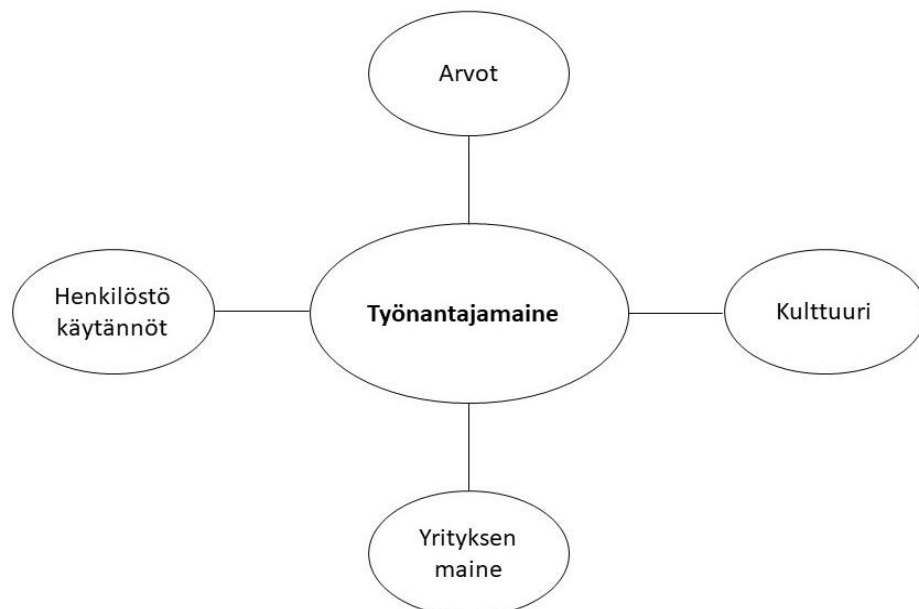 Arvot
Henkilöstö
käytännöt
Työnantajamaine
Kulttuuri
Yrityksen
maine